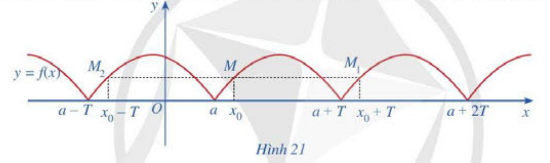 y
y = f(x) M₂ M M₁
a – T x₀ – T O a x₀ a + T x₀ + T a + 2T x
Hình 21